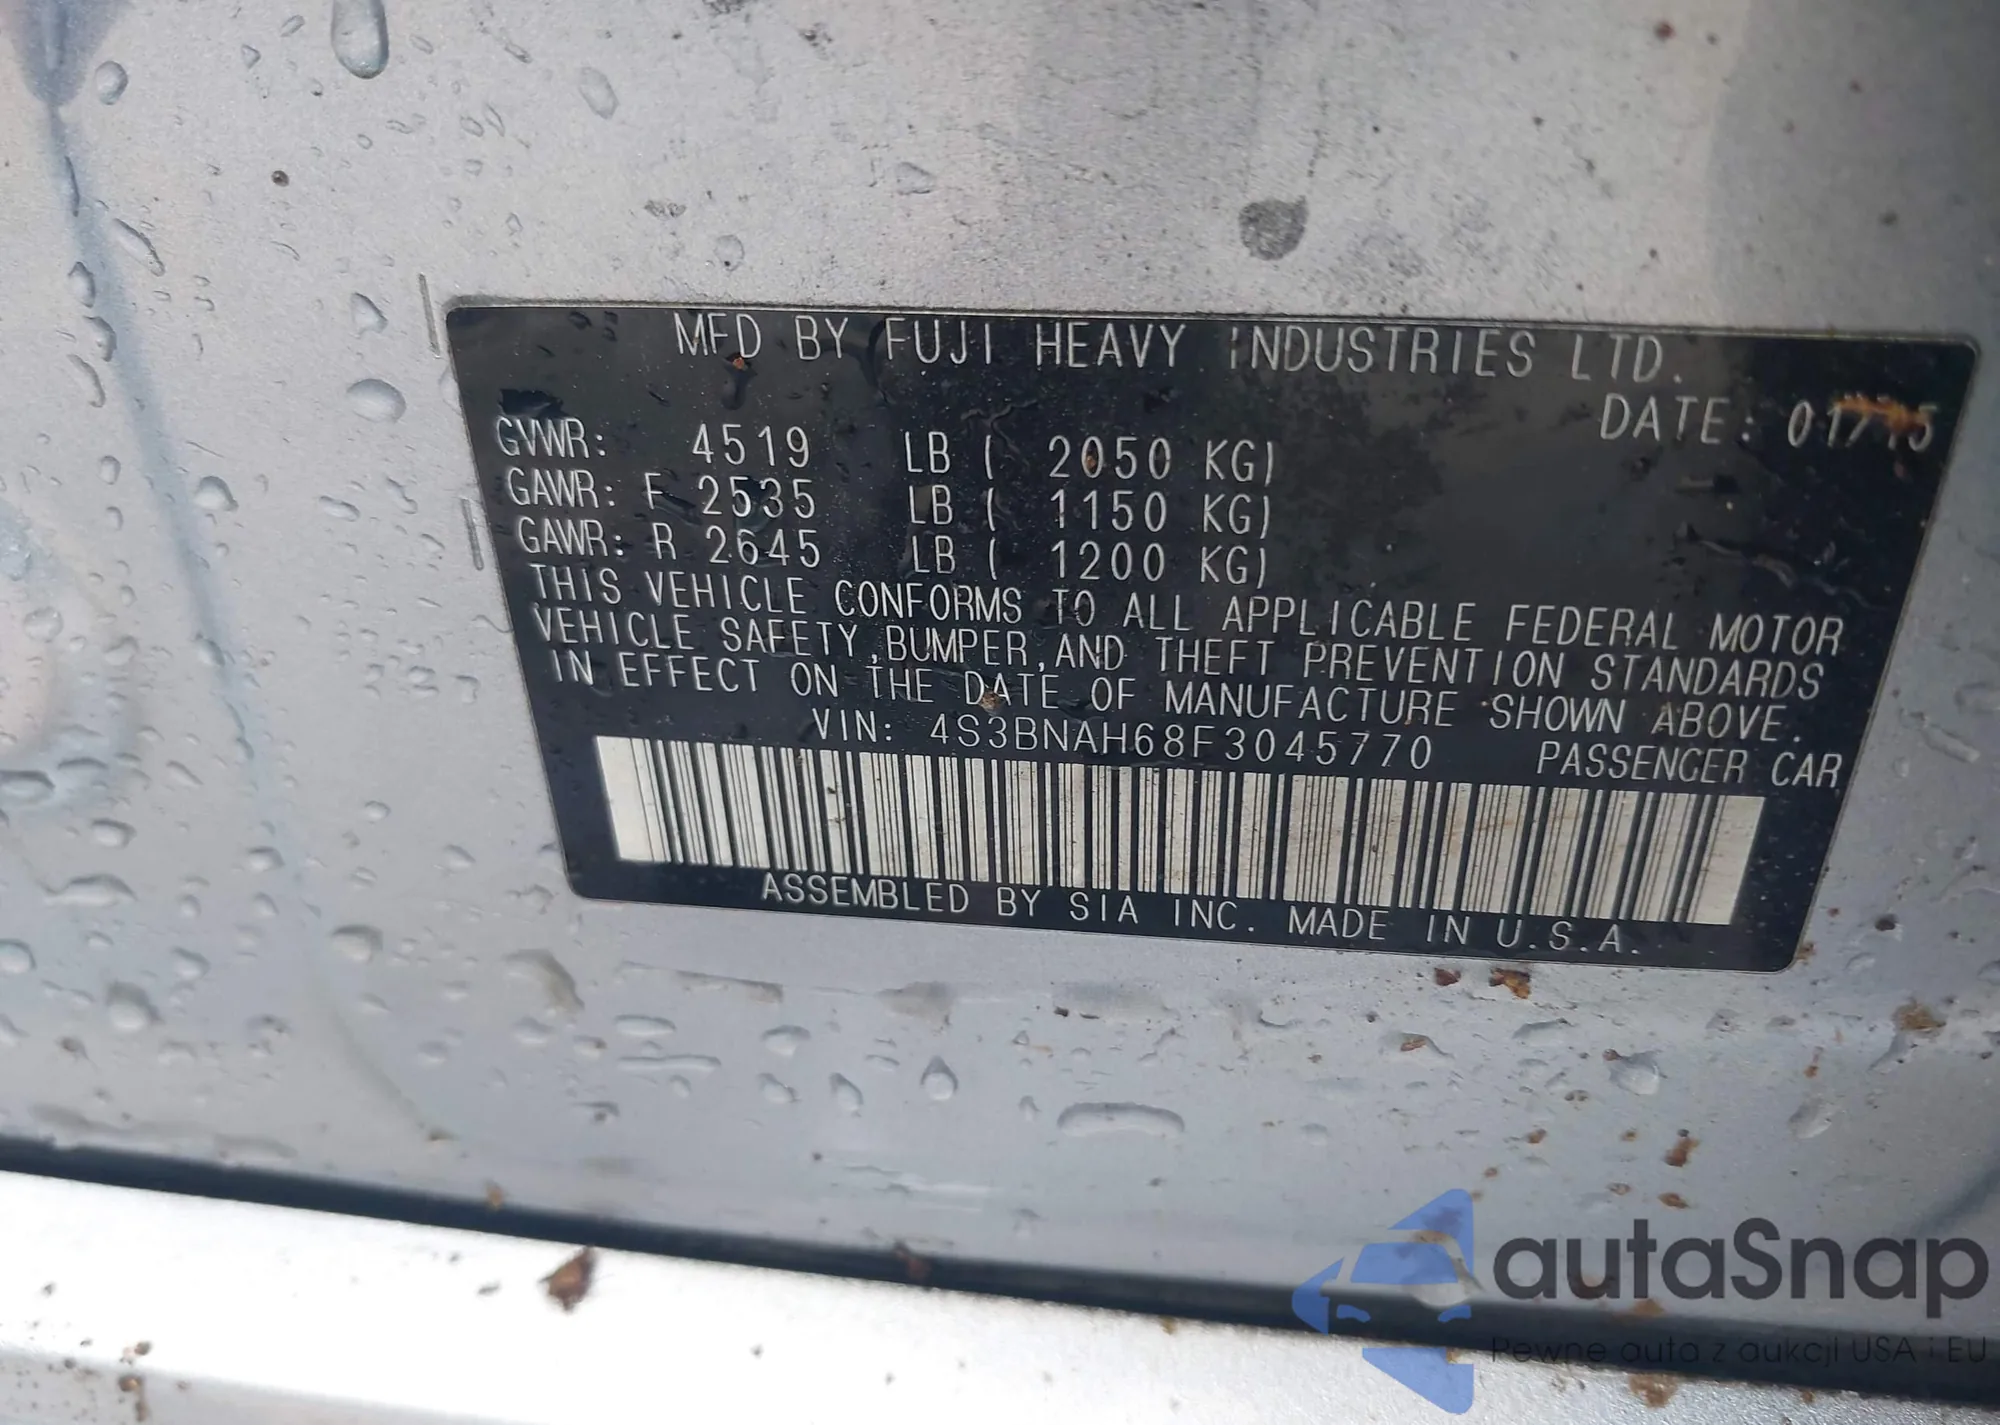 MFD BY FUJI HEAVY INDUSTRIES LTD.
DATE: 01/15
GVWR: 4519 LB ( 2050 KG)
GAWR: F 2535 LB ( 1150 KG)
GAWR: R 2645 LB ( 1200 KG)
THIS VEHICLE CONFORMS TO ALL APPLICABLE FEDERAL MOTOR
VEHICLE SAFETY,BUMPER,AND THEFT PREVENTION STANDARDS
IN EFFECT ON THE DATE OF MANUFACTURE SHOWN ABOVE.
VIN: 4S3BNAH68F3045770 PASSENGER CAR
ASSEMBLED BY SIA INC. MADE IN U.S.A.
autaSnap
Pewne auta z aukcji USA i EU